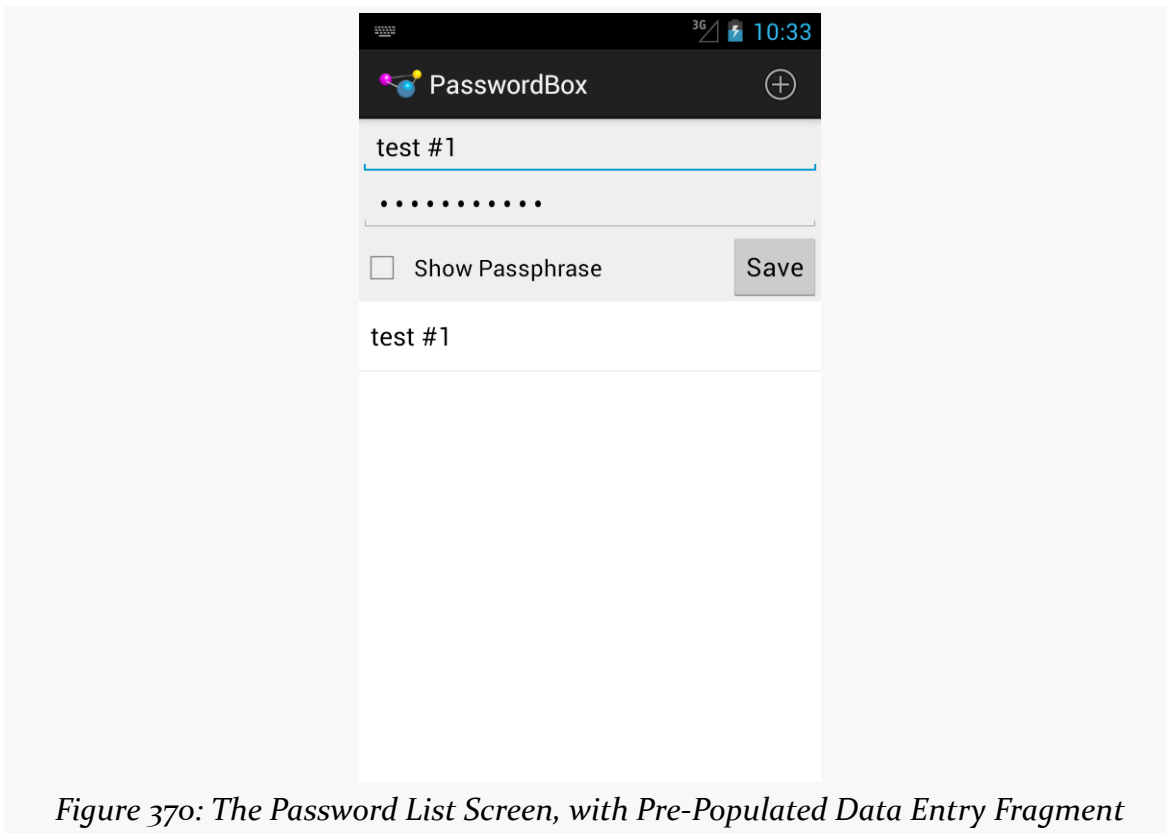 3G 10:33
PasswordBox
test #1
•••••••••••
Show Passphrase Save
test #1
Figure 370: The Password List Screen, with Pre-Populated Data Entry Fragment